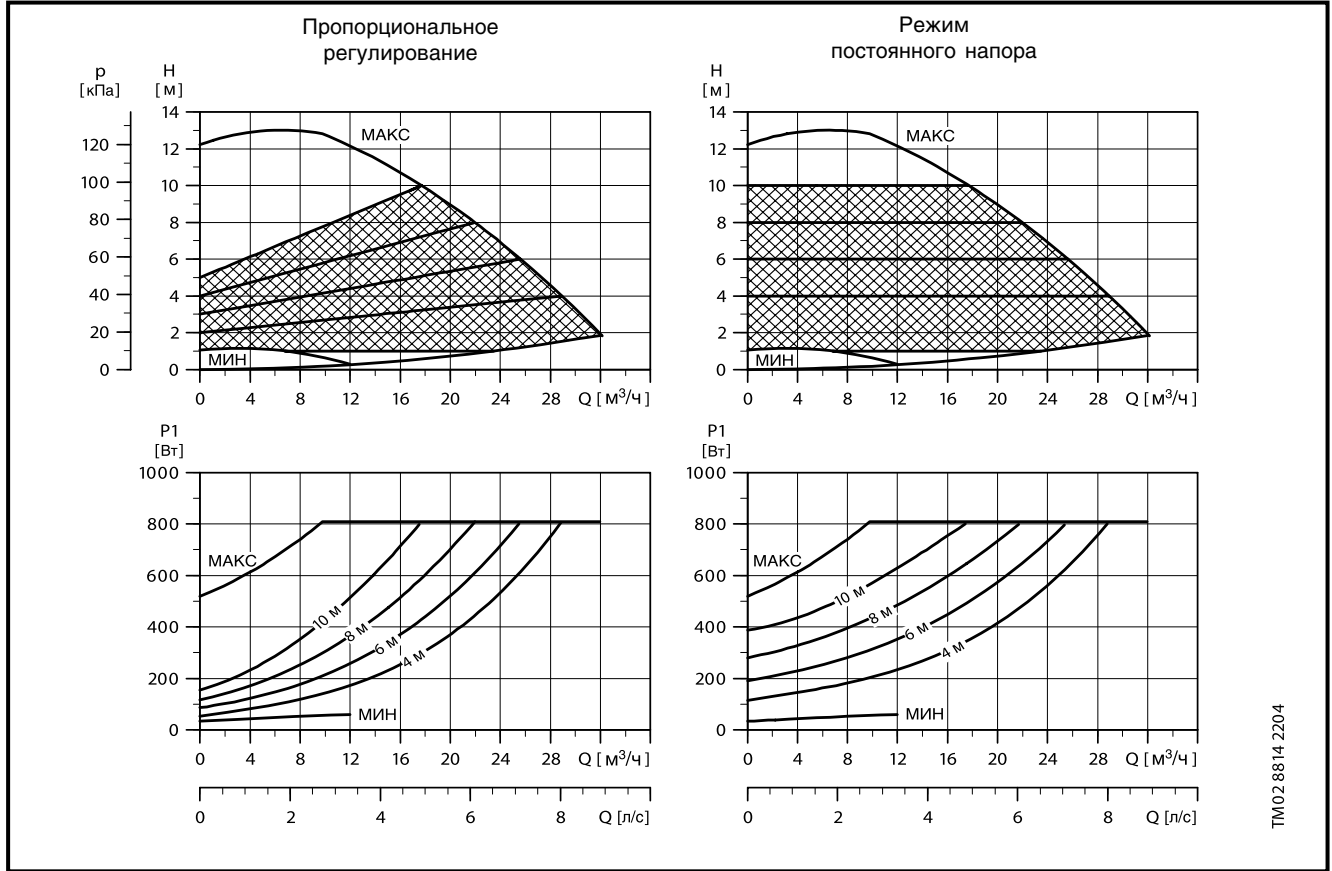 Пропорциональное
регулирование
Режим
постоянного напора
p
[кПа]
H
[м]
H
[м]
14
12
10
8
6
4
2
0
120
100
80
60
40
20
0
МАКС
МИН
0 4 8 12 16 20 24 28 Q [м³/ч]
14
12
10
8
6
4
2
0
МАКС
МИН
0 4 8 12 16 20 24 28 Q [м³/ч]
P1
[Вт]
1000
800
600
400
200
0
МАКС
10 м
8 м
6 м
4 м
МИН
0 4 8 12 16 20 24 28 Q [м³/ч]
0 2 4 6 8 Q [л/с]
P1
[Вт]
1000
800
600
400
200
0
МАКС
10 м
8 м
6 м
4 м
МИН
0 4 8 12 16 20 24 28 Q [м³/ч]
0 2 4 6 8 Q [л/с]
TM02 8814 2204